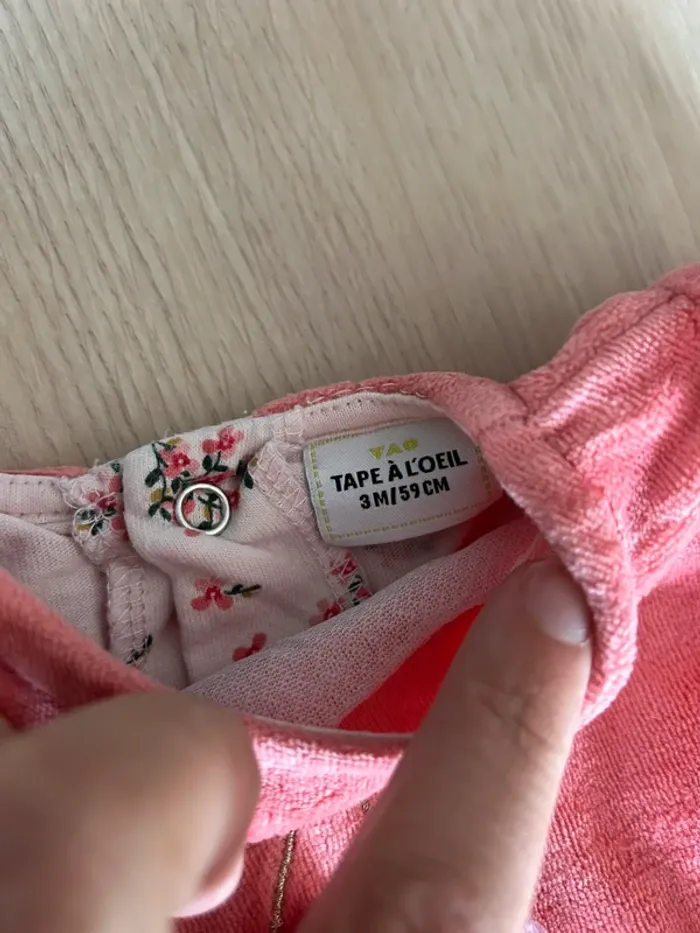 TAO
TAPE À L'OEIL
3M/59CM